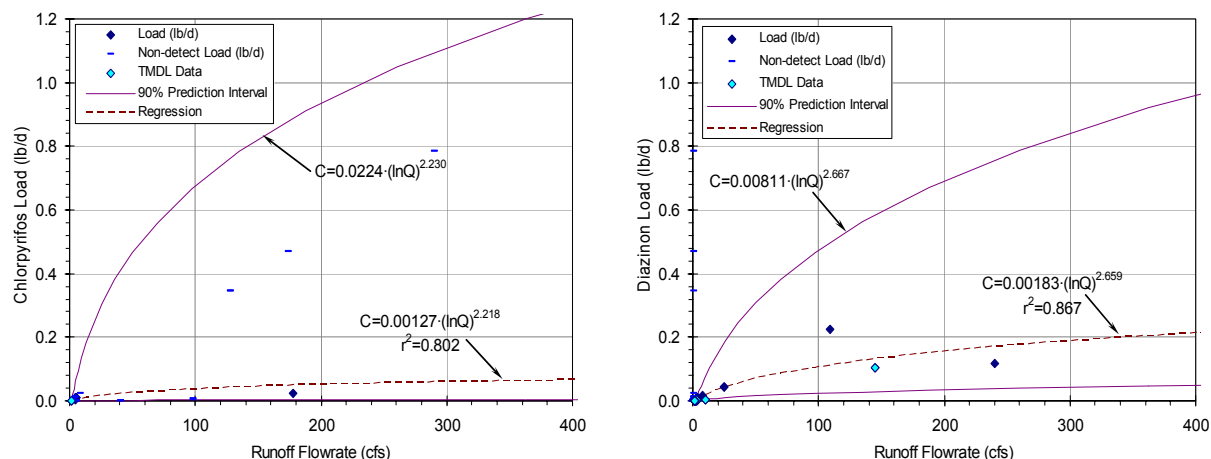 1.2
1.0
0.8
0.6
0.4
0.2
0.0
Chlorpyrifos Load (lb/d)
Load (lb/d)
Non-detect Load (lb/d)
TMDL Data
90% Prediction Interval
Regression
C=0.0224·(lnQ)^2.230
C=0.00127·(lnQ)^2.218
r^2=0.802
0 100 200 300 400
Runoff Flowrate (cfs)
1.2
1.0
0.8
0.6
0.4
0.2
0.0
Diazinon Load (lb/d)
Load (lb/d)
Non-detect Load (lb/d)
TMDL Data
90% Prediction Interval
Regression
C=0.00811·(lnQ)^2.667
C=0.00183·(lnQ)^2.659
r^2=0.867
0 100 200 300 400
Runoff Flowrate (cfs)